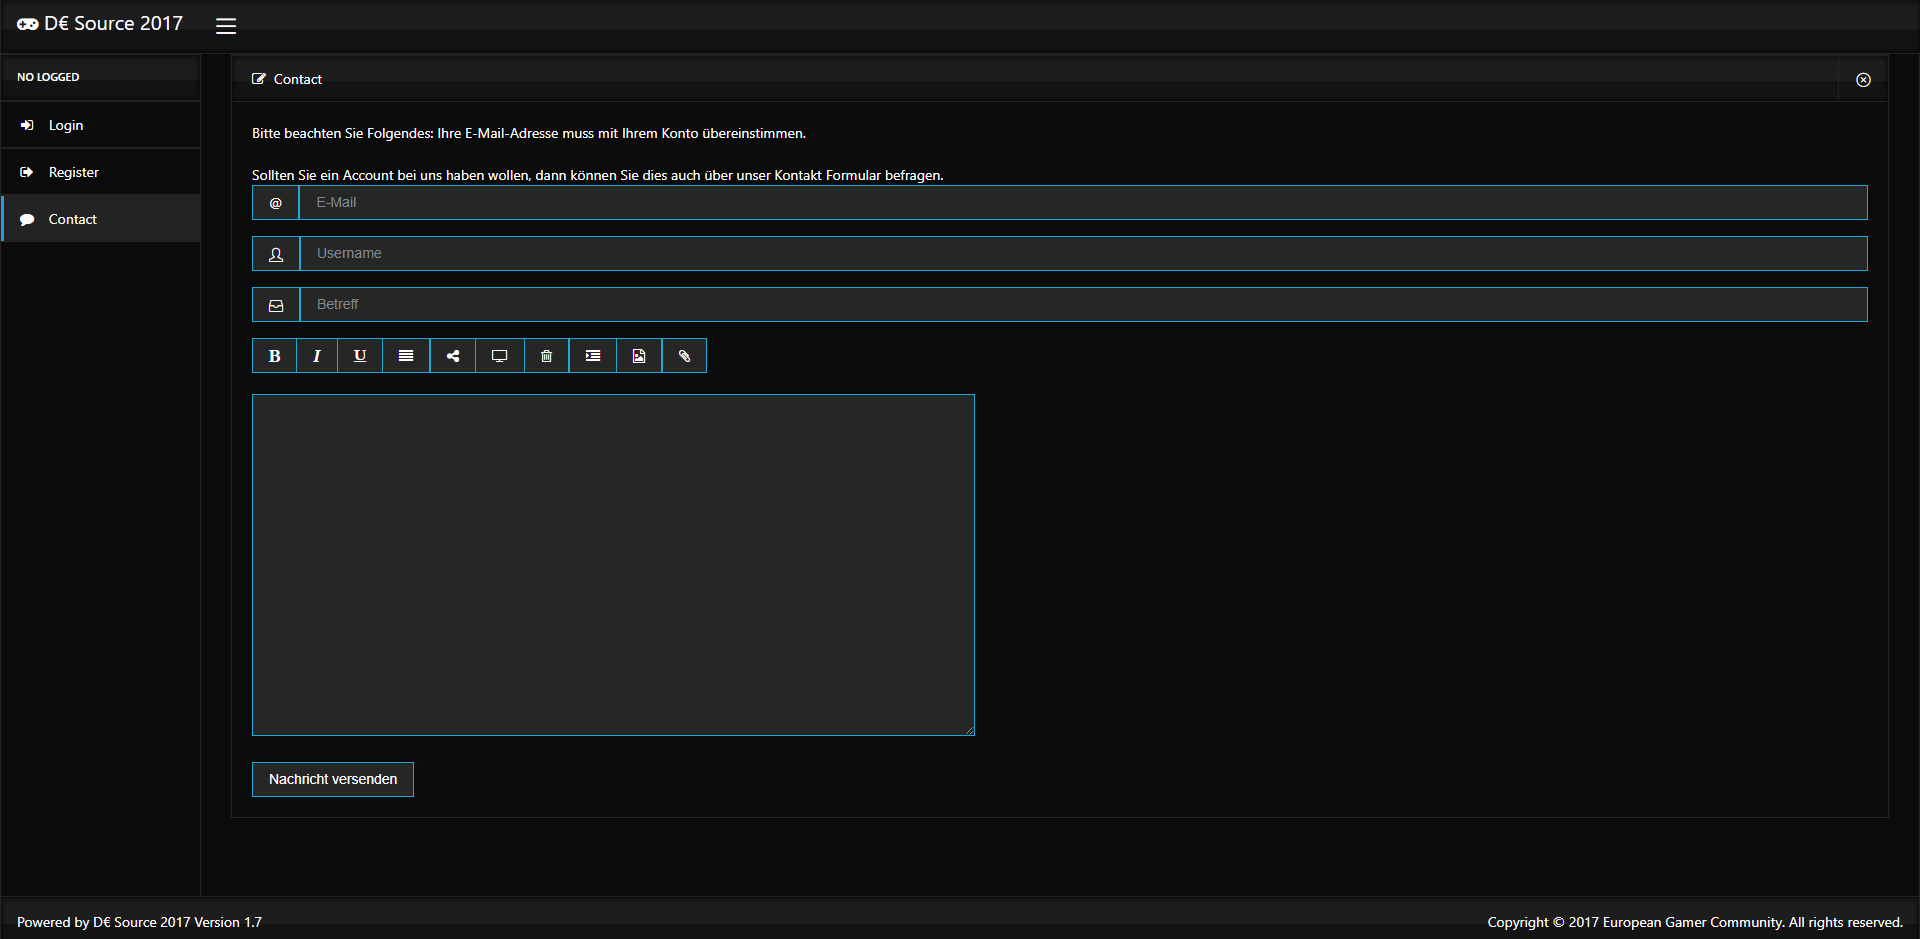 D€ Source 2017
NO LOGGED
Login
Register
Contact
Contact
Bitte beachten Sie Folgendes: Ihre E-Mail-Adresse muss mit Ihrem Konto übereinstimmen.
Sollten Sie ein Account bei uns haben wollen, dann können Sie dies auch über unser Kontakt Formular befragen.
@ E-Mail
Username
Betreff
B I U
Nachricht versenden
Powered by D€ Source 2017 Version 1.7
Copyright © 2017 European Gamer Community. All rights reserved.